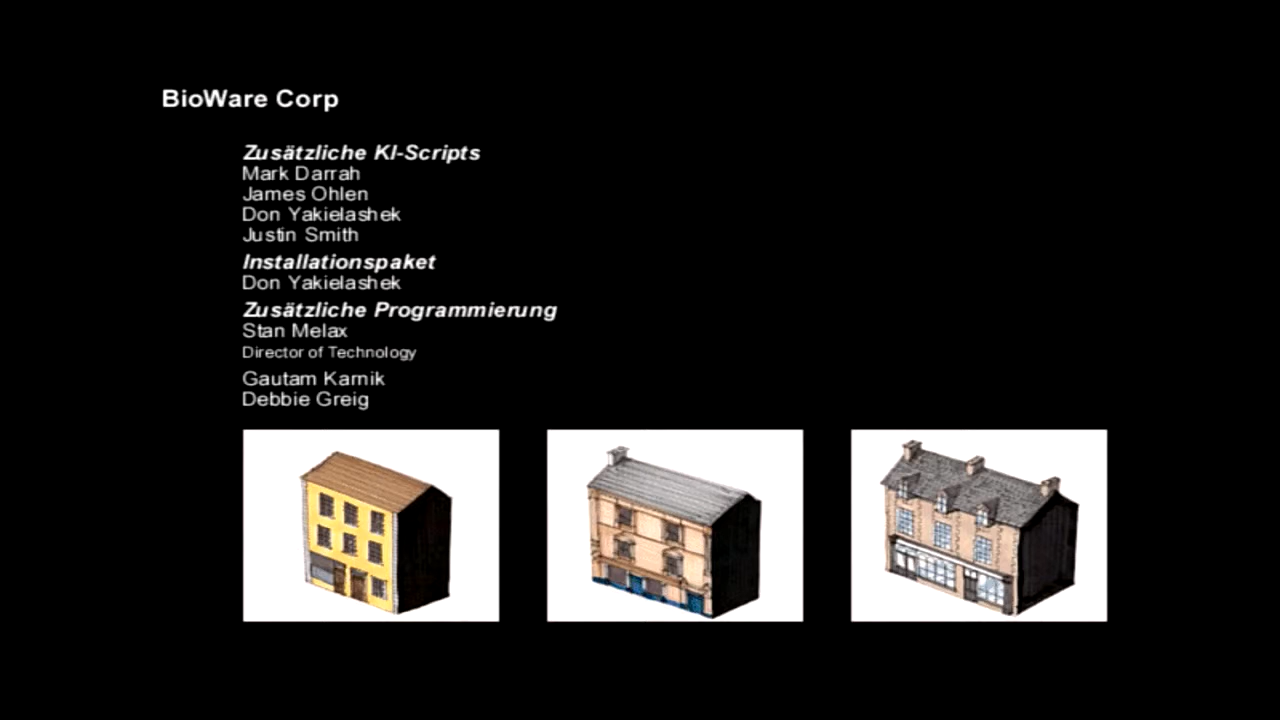 BioWare Corp
Zusätzliche KI-Scripts
Mark Darrah
James Ohlen
Don Yakielashek
Justin Smith
Installationspaket
Don Yakielashek
Zusätzliche Programmierung
Stan Melax
Director of Technology
Gautam Karnik
Debbie Greig